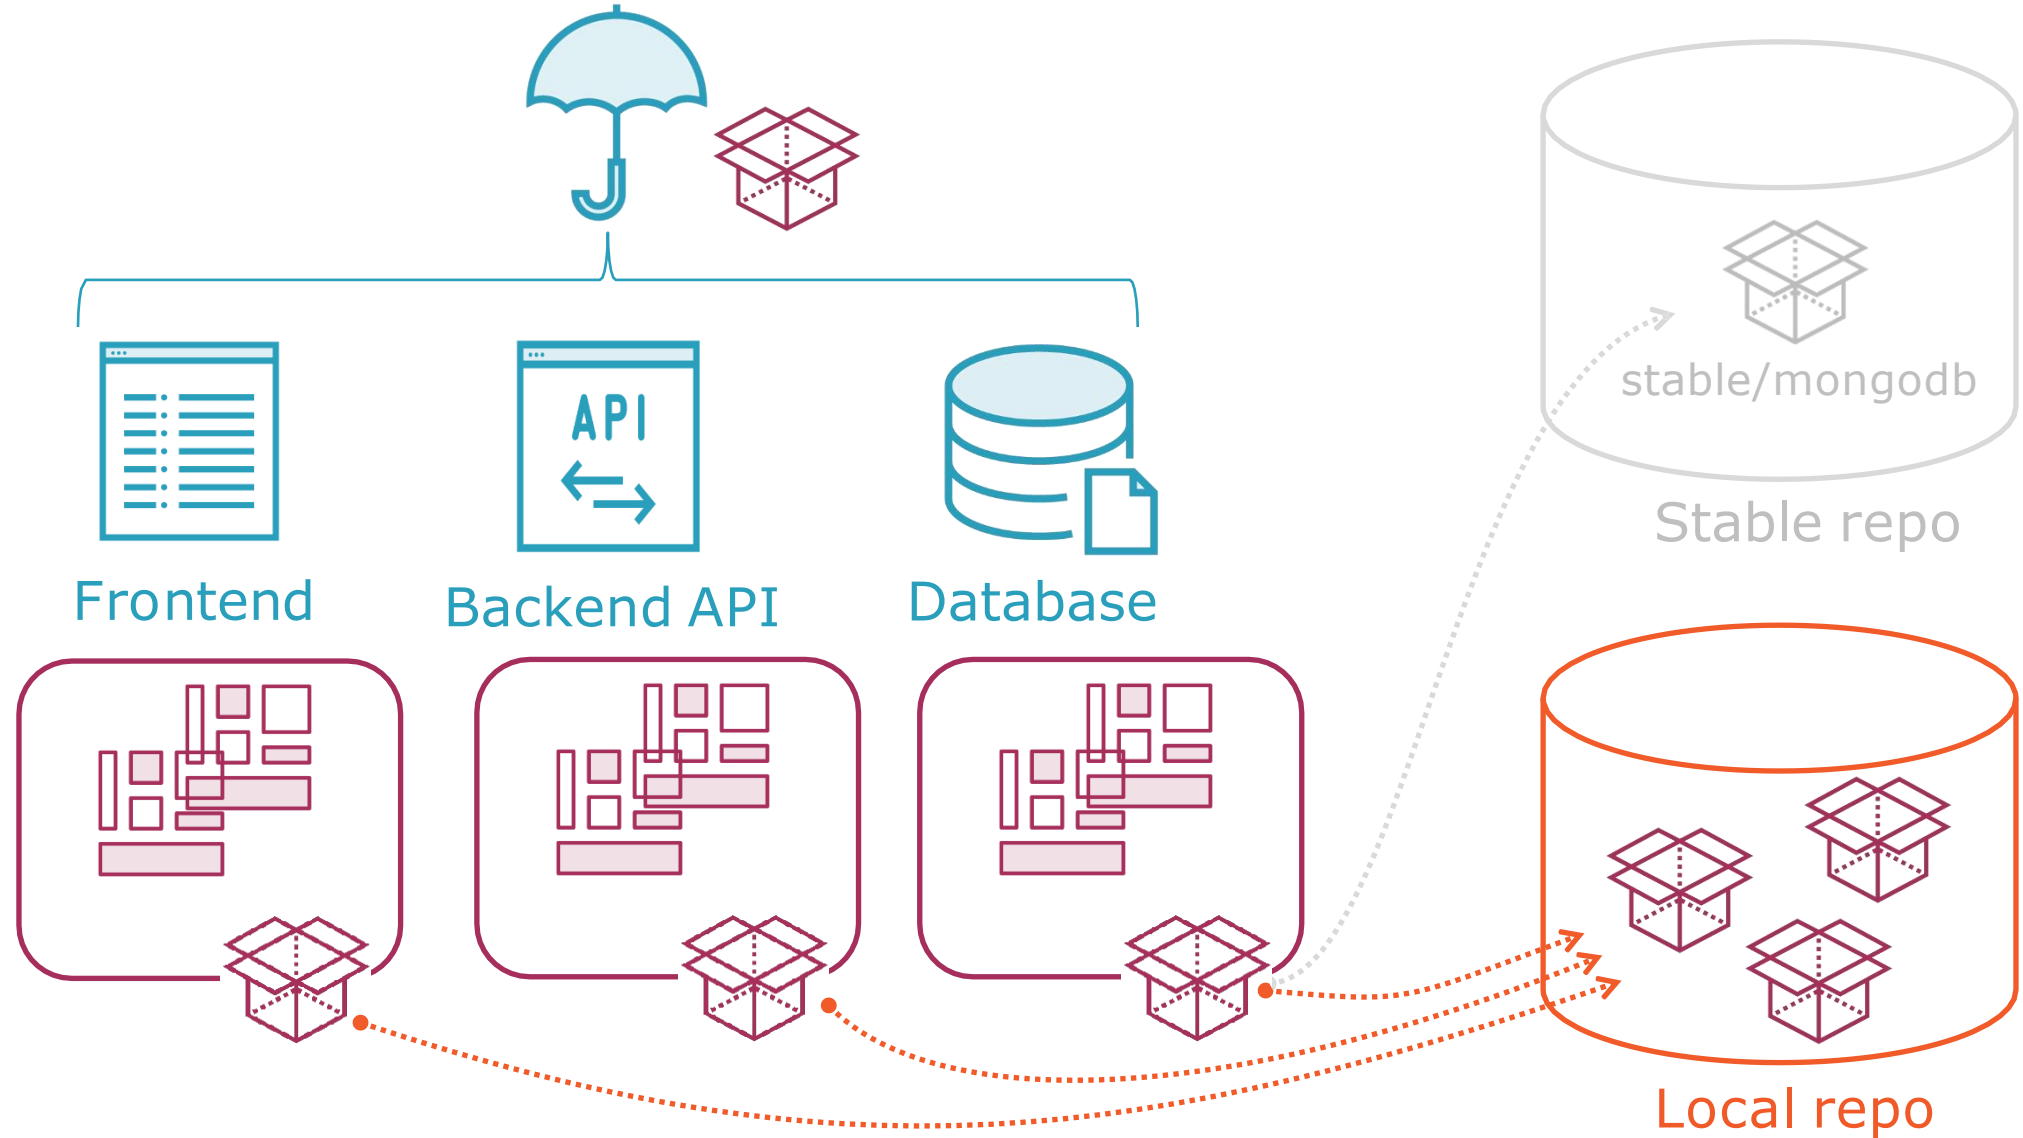 stable/mongodb
API
Stable repo
Frontend
Backend API
Database
Local repo